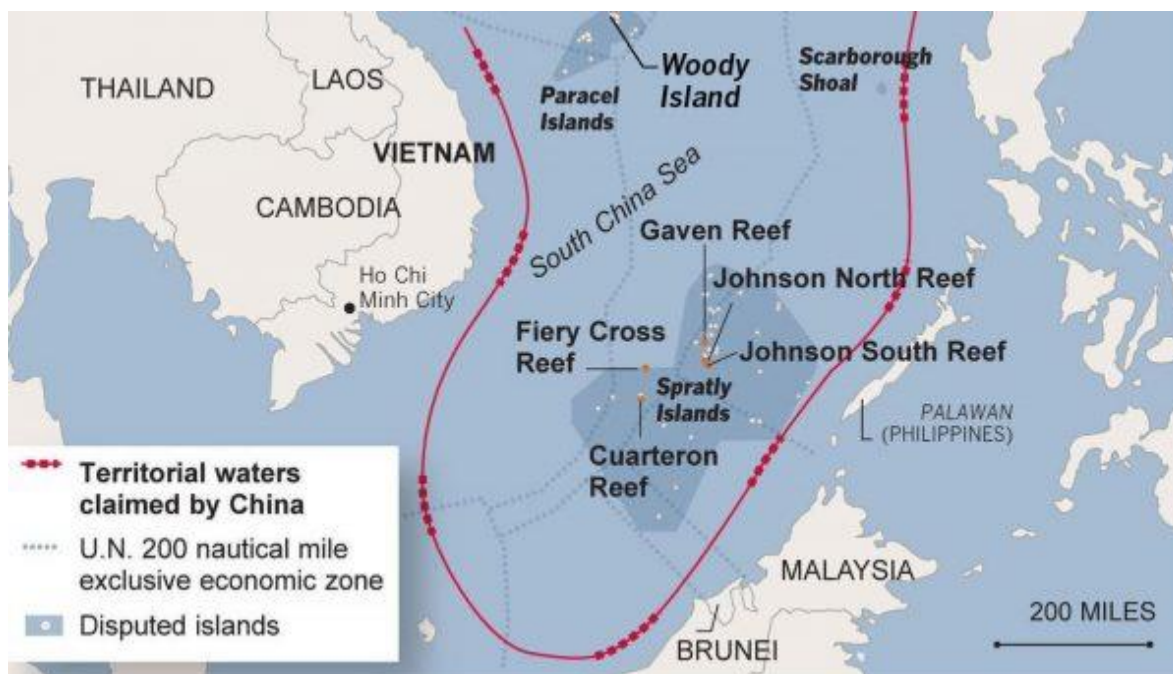 THAILAND
LAOS
VIETNAM
CAMBODIA
Ho Chi
Minh City
Paracel
Islands
Woody
Island
Scarborough
Shoal
South China Sea
Gaven Reef
Johnson North Reef
Fiery Cross
Reef
Johnson South Reef
Spratly
Islands
PALAWAN
(PHILIPPINES)
Cuarteron
Reef
MALAYSIA
BRUNEI
200 MILES
Territorial waters
claimed by China
U.N. 200 nautical mile
exclusive economic zone
Disputed islands